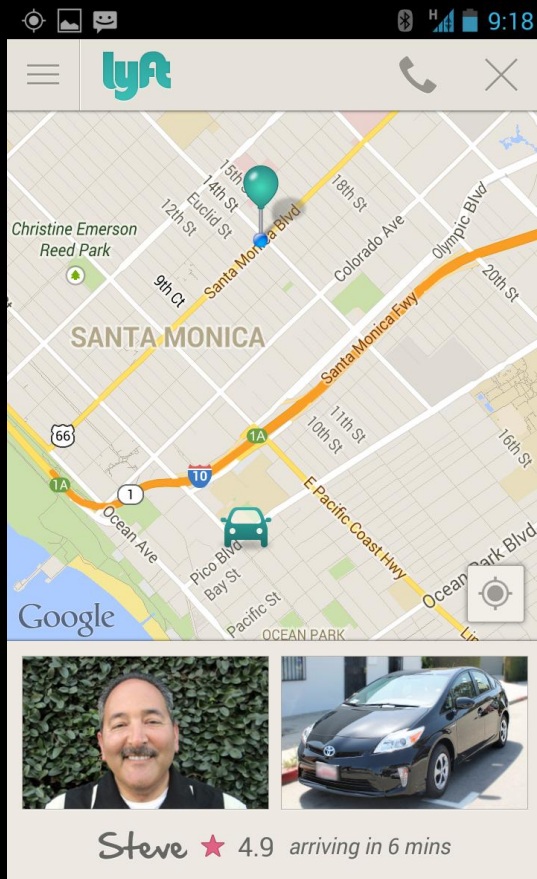 9:18
lyft
15th St
14th St
Euclid St
12th St
18th St
Christine Emerson
Reed Park
Santa Monica Blvd
Colorado Ave
Olympic Blvd
9th Ct
20th St
SANTA MONICA
Santa Monica Fwy
66
1A
11th St
10th St
16th St
1A
10
1
E Pacific Coast Hwy
Ocean Ave
Pico Blvd
Bay St
Ocean Park Blvd
Google
Pacific St
OCEAN PARK
Lin
Steve 4.9 arriving in 6 mins